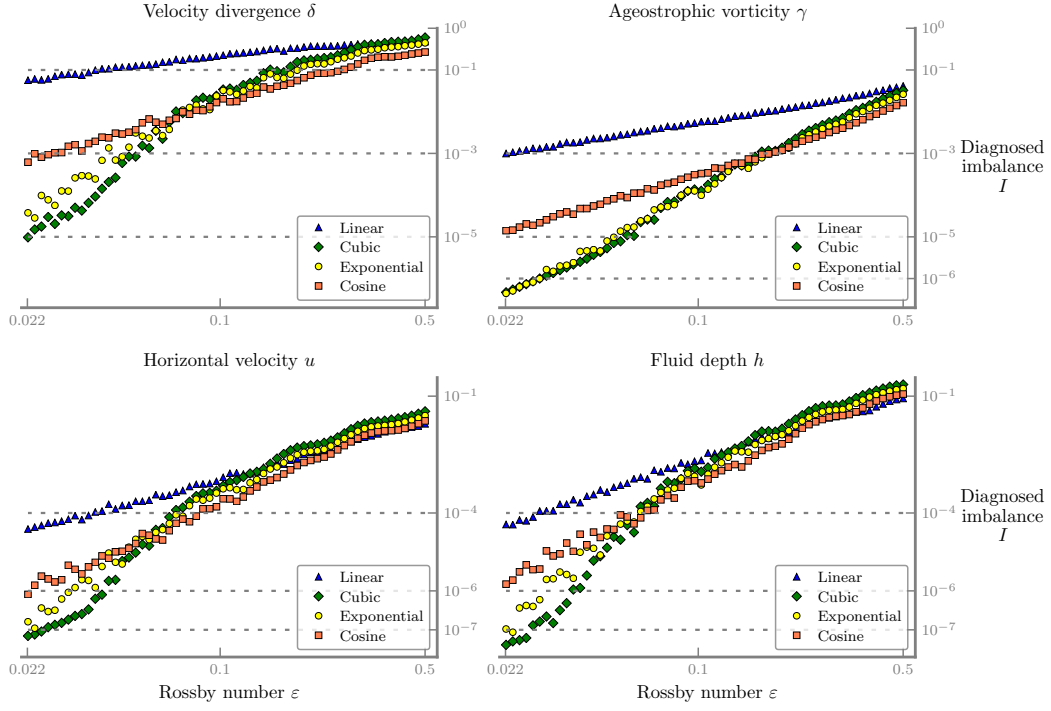 Velocity divergence δ
Ageostrophic vorticity γ
10⁰
10⁻¹
10⁻³
10⁻⁵
Linear
Cubic
Exponential
Cosine
0.022
0.1
0.5
10⁰
10⁻¹
10⁻³
10⁻⁵
10⁻⁶
Linear
Cubic
Exponential
Cosine
0.022
0.1
0.5
Diagnosed
imbalance
I
Horizontal velocity u
Fluid depth h
10⁻¹
10⁻⁴
10⁻⁶
10⁻⁷
Linear
Cubic
Exponential
Cosine
0.022
0.1
0.5
Rossby number ε
10⁻¹
10⁻⁴
10⁻⁶
10⁻⁷
Linear
Cubic
Exponential
Cosine
0.022
0.1
0.5
Rossby number ε
Diagnosed
imbalance
I